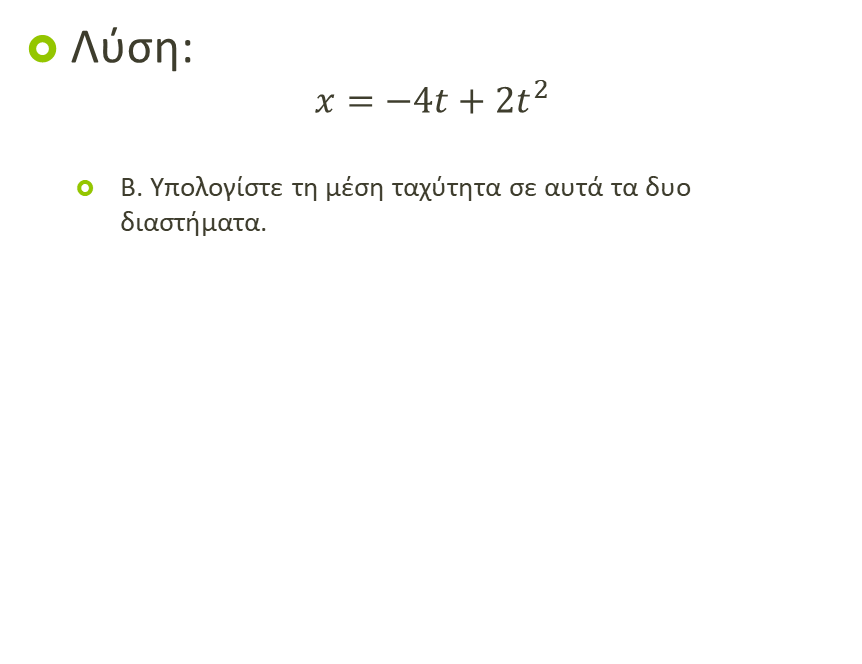 Λύση:
𝑥 = −4𝑡 + 2𝑡²
Β. Υπολογίστε τη μέση ταχύτητα σε αυτά τα δυο
διαστήματα.